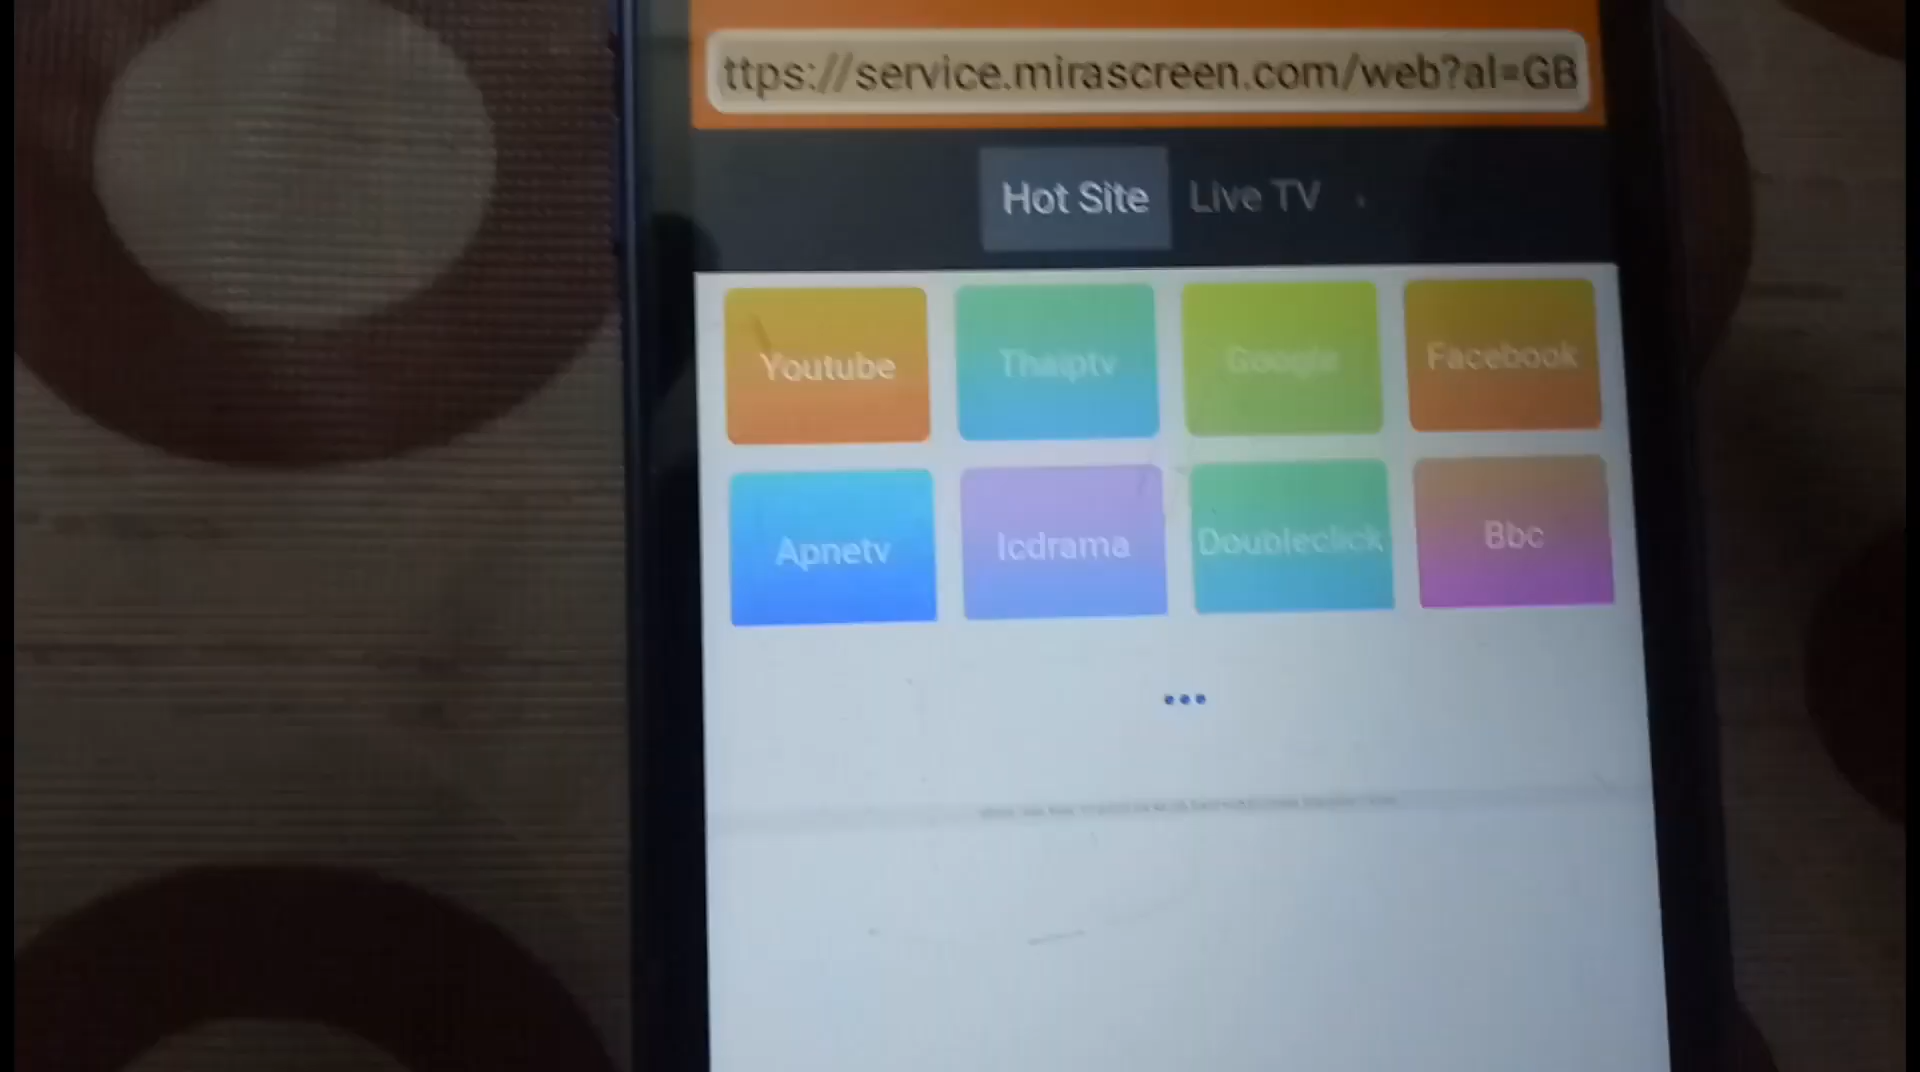 ttps://service.mirascreen.com/web?al=GB
Hot Site Live TV
Youtube Thaiptv Google Facebook
Apnetv Icdrama Doubleclick Bbc
•••